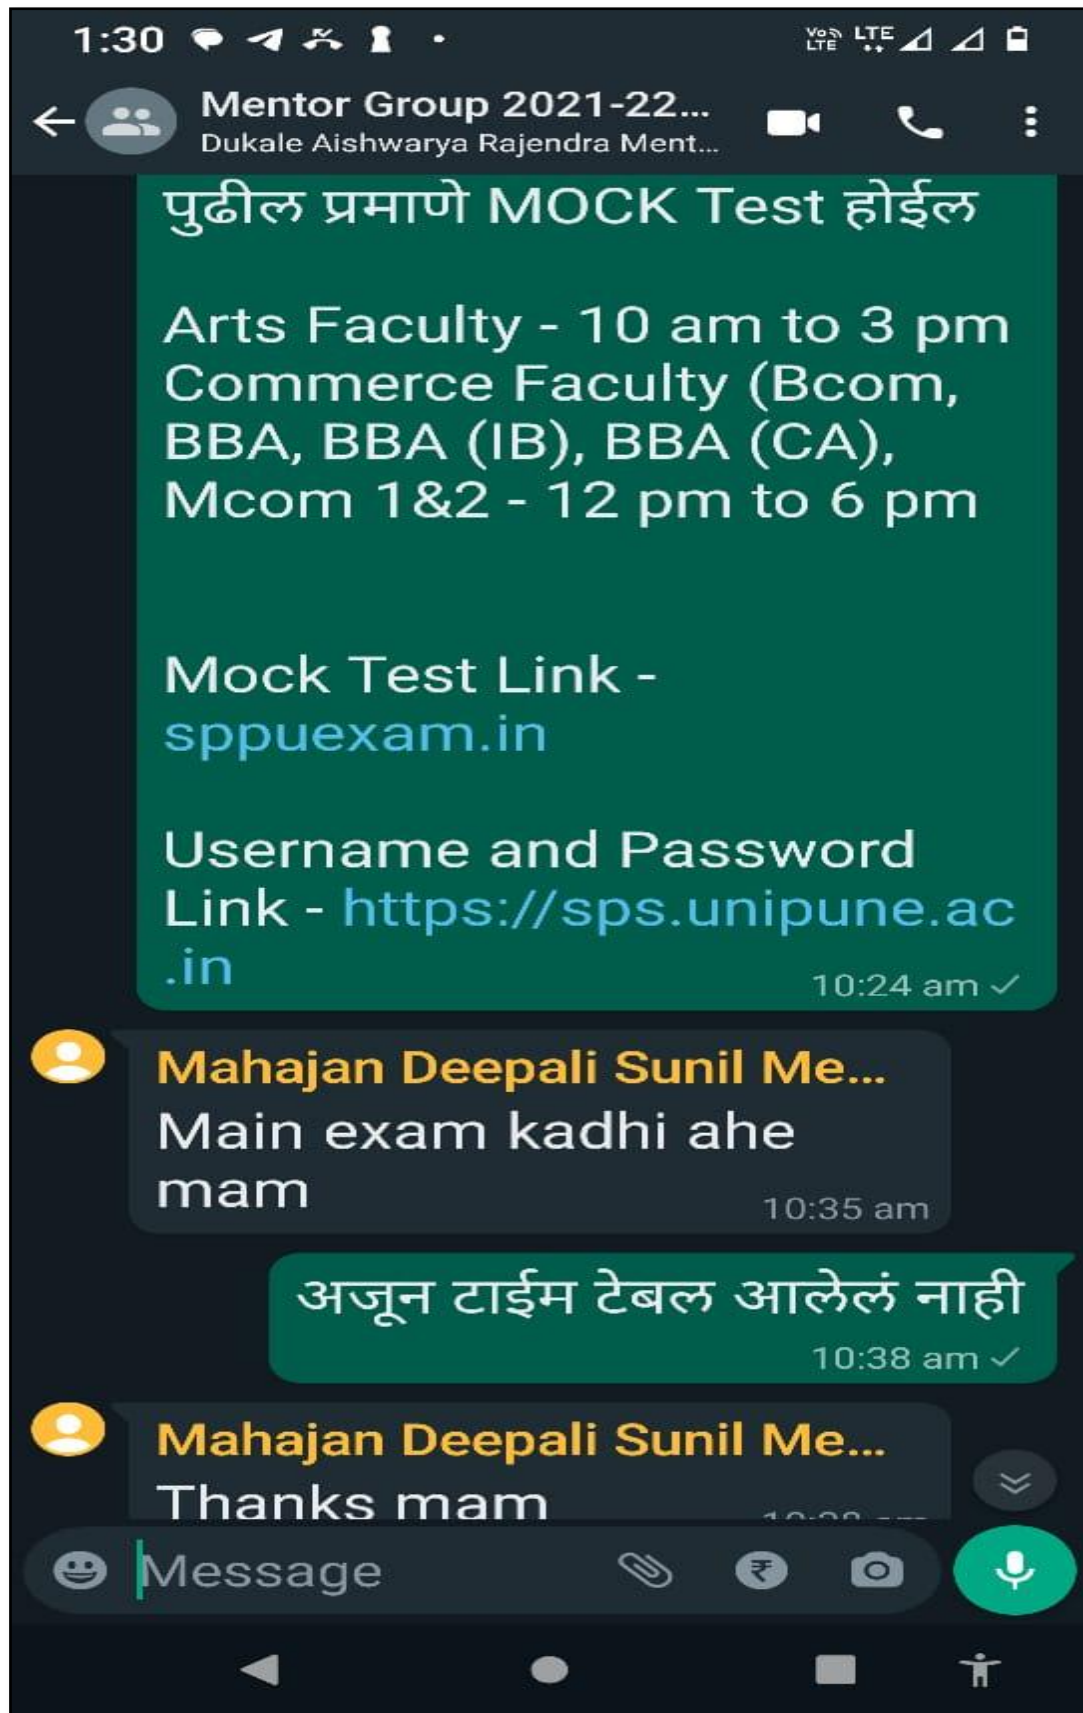 1:30
Vo) LTE LTE
Mentor Group 2021-22...
Dukale Aishwarya Rajendra Ment...
पुढील प्रमाणे MOCK Test होईल
Arts Faculty - 10 am to 3 pm
Commerce Faculty (Bcom,
BBA, BBA (IB), BBA (CA),
Mcom 1&2 - 12 pm to 6 pm
Mock Test Link -
sppuexam.in
Username and Password
Link - https://sps.unipune.ac
.in
10:24 am
Mahajan Deepali Sunil Me...
Main exam kadhi ahe
mam
10:35 am
अजून टाईम टेबल आलेलं नाही
10:38 am
Mahajan Deepali Sunil Me...
Thanks mam
Message